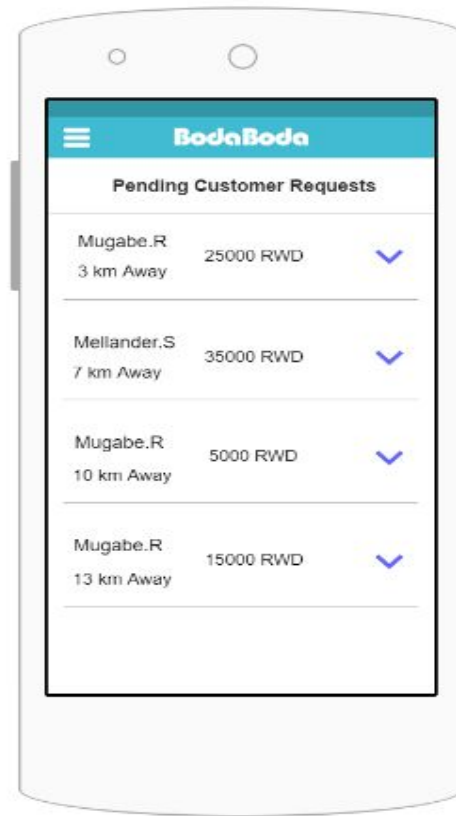 BodaBoda
Pending Customer Requests
Mugabe.R
25000 RWD
3 km Away
Mellander.S
35000 RWD
7 km Away
Mugabe.R
5000 RWD
10 km Away
Mugabe.R
15000 RWD
13 km Away